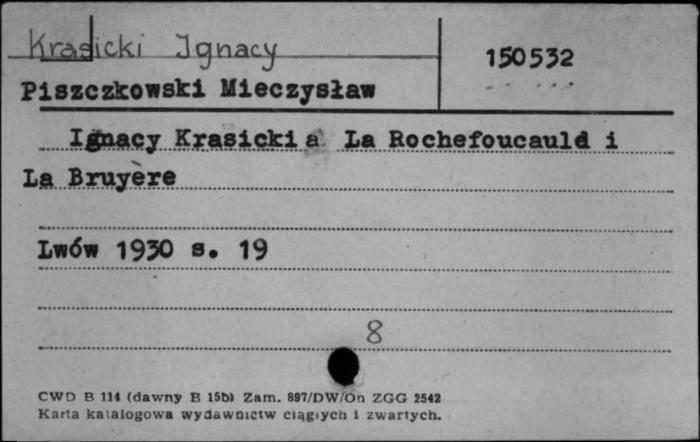 Krasicki Ignacy
150532
Piszczkowski Mieczysław
Ignacy Krasicki a La Rochefoucauld i
La Bruyère
Lwów 1930 s. 19
8
CWD B 114 (dawny B 15b) Zam. 897/DW/On ZGG 2542
Karta katalogowa wydawnictw ciągłych i zwartych.